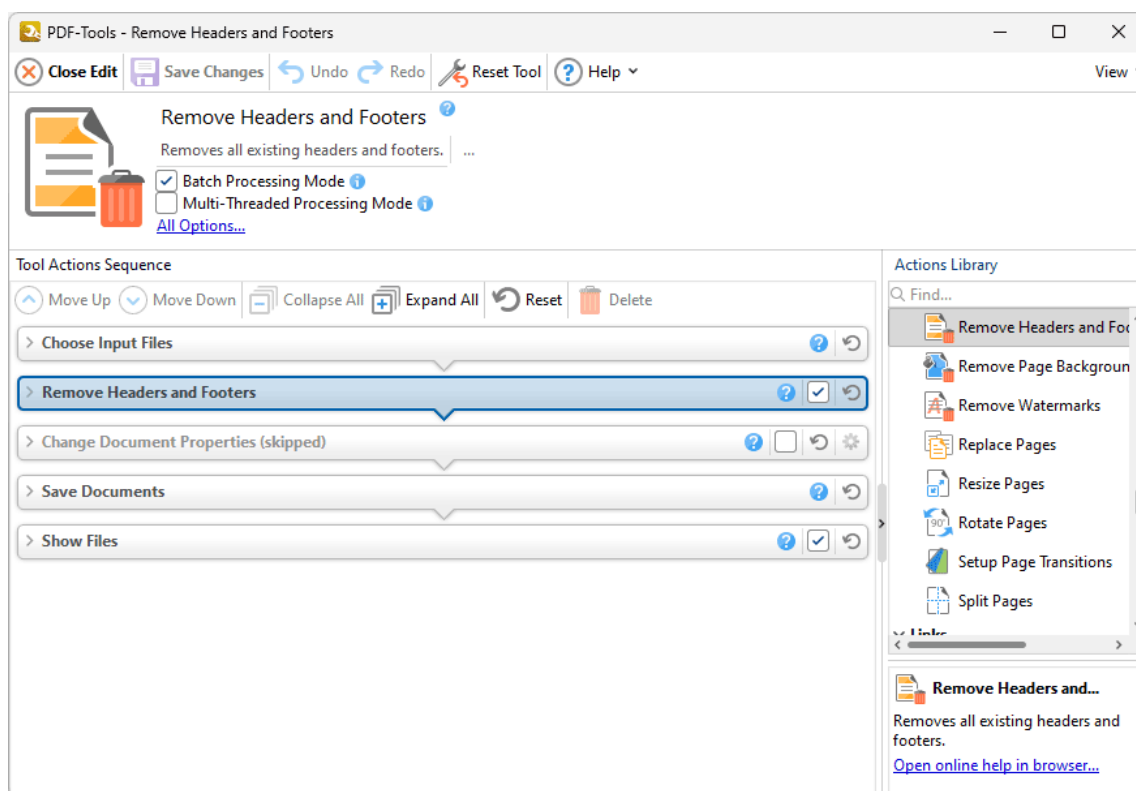 PDF-Tools - Remove Headers and Footers
Close Edit Save Changes Undo Redo Reset Tool ? Help View
Remove Headers and Footers ?
Removes all existing headers and footers. ...
Batch Processing Mode i
Multi-Threaded Processing Mode i
All Options...
Tool Actions Sequence
Move Up Move Down Collapse All Expand All Reset Delete
Choose Input Files ?
Remove Headers and Footers ?
Change Document Properties (skipped) ?
Save Documents ?
Show Files ?
Actions Library
Find...
Remove Headers and Foo
Remove Page Backgroun
Remove Watermarks
Replace Pages
Resize Pages
90° Rotate Pages
Setup Page Transitions
Split Pages
Links
Remove Headers and...
Removes all existing headers and
footers.
Open online help in browser...